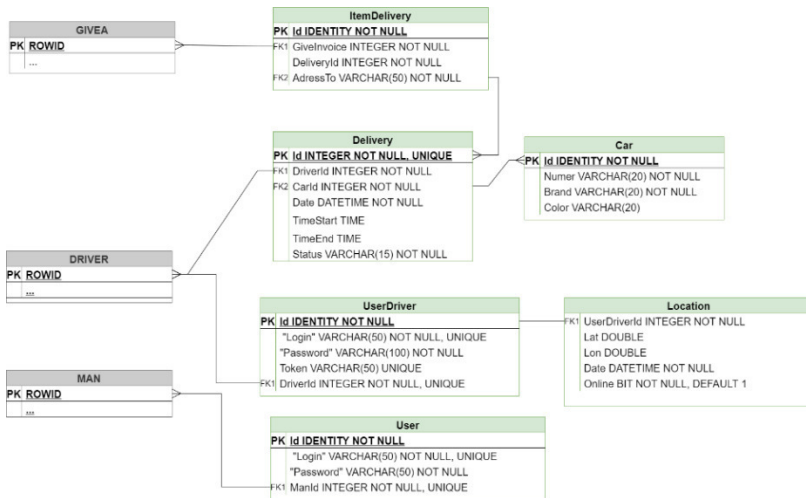 GIVEA
PK ROWID
...
ItemDelivery
PK Id IDENTITY NOT NULL
FK1 GiveInvoice INTEGER NOT NULL
DeliveryId INTEGER NOT NULL
FK2 AdressTo VARCHAR(50) NOT NULL
Delivery
PK Id INTEGER NOT NULL, UNIQUE
FK1 DriverId INTEGER NOT NULL
FK2 CarId INTEGER NOT NULL
Date DATETIME NOT NULL
TimeStart TIME
TimeEnd TIME
Status VARCHAR(15) NOT NULL
Car
PK Id IDENTITY NOT NULL
Numer VARCHAR(20) NOT NULL
Brand VARCHAR(20) NOT NULL
Color VARCHAR(20)
DRIVER
PK ROWID
...
UserDriver
PK Id IDENTITY NOT NULL
"Login" VARCHAR(50) NOT NULL, UNIQUE
"Password" VARCHAR(100) NOT NULL
Token VARCHAR(50) UNIQUE
FK1 DriverId INTEGER NOT NULL, UNIQUE
Location
FK1 UserDriverId INTEGER NOT NULL
Lat DOUBLE
Lon DOUBLE
Date DATETIME NOT NULL
Online BIT NOT NULL, DEFAULT 1
MAN
PK ROWID
...
User
PK Id IDENTITY NOT NULL
"Login" VARCHAR(50) NOT NULL, UNIQUE
"Password" VARCHAR(50) NOT NULL
FK1 ManId INTEGER NOT NULL, UNIQUE